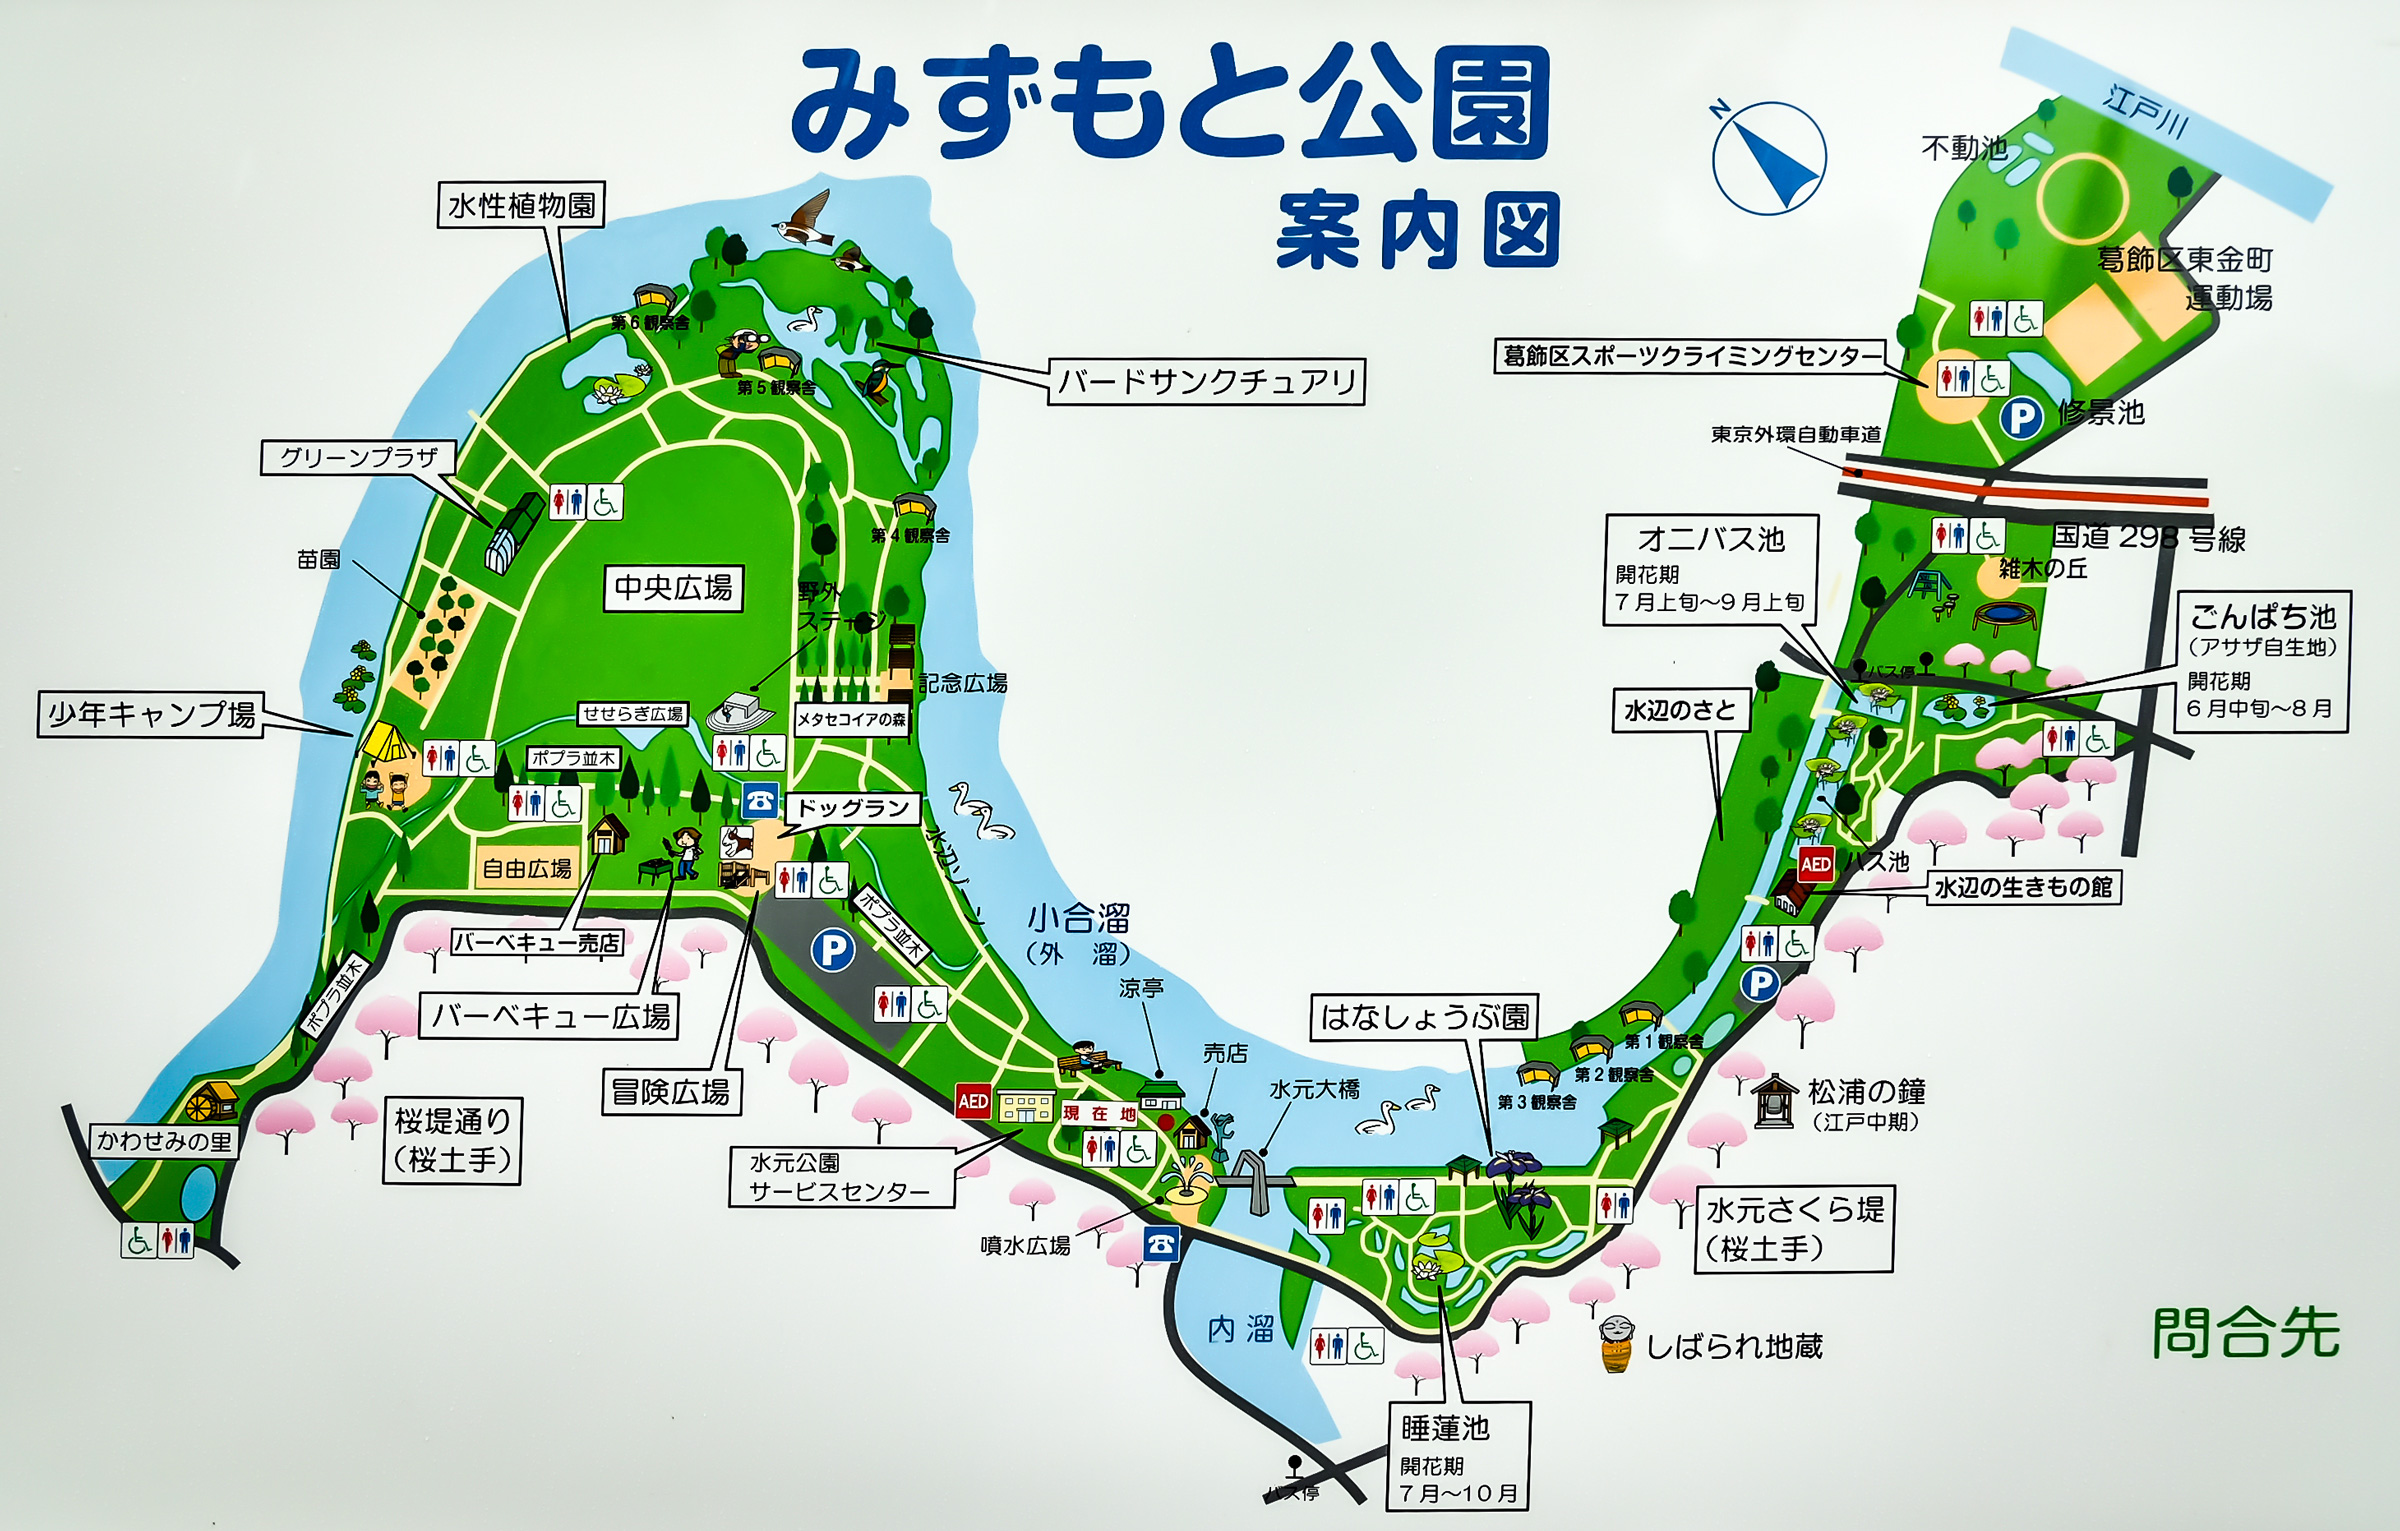 みずもと公園
案内図
N
江戸川
不動池
葛飾区東金町
運動場
水性植物園
第6観察舎
第5観察舎
バードサンクチュアリ
葛飾区スポーツクライミングセンター
P
修景池
東京外環自動車道
グリーンプラザ
苗園
第4観察舎
中央広場
野外
ステージ
オニバス池
開花期
7月上旬～9月上旬
国道298号線
雑木の丘
ごんぱち池
(アサザ自生地)
開花期
6月中旬～8月
バス停
少年キャンプ場
せせらぎ広場
メタセコイアの森
記念広場
水辺のさと
ポプラ並木
ドッグラン
自由広場
水辺ゾーン
AED
ハス池
水辺の生きもの館
バーベキュー売店
ポプラ並木
P
小合溜
(外 溜)
P
ポプラ並木
バーベキュー広場
涼亭
はなしょうぶ園
第1観察舎
第2観察舎
第3観察舎
冒険広場
売店
水元大橋
AED
現在地
松浦の鐘
(江戸中期)
かわせみの里
桜堤通り
(桜土手)
水元公園
サービスセンター
噴水広場
水元さくら堤
(桜土手)
内溜
しばられ地蔵
問合先
睡蓮池
開花期
7月～10月
バス停